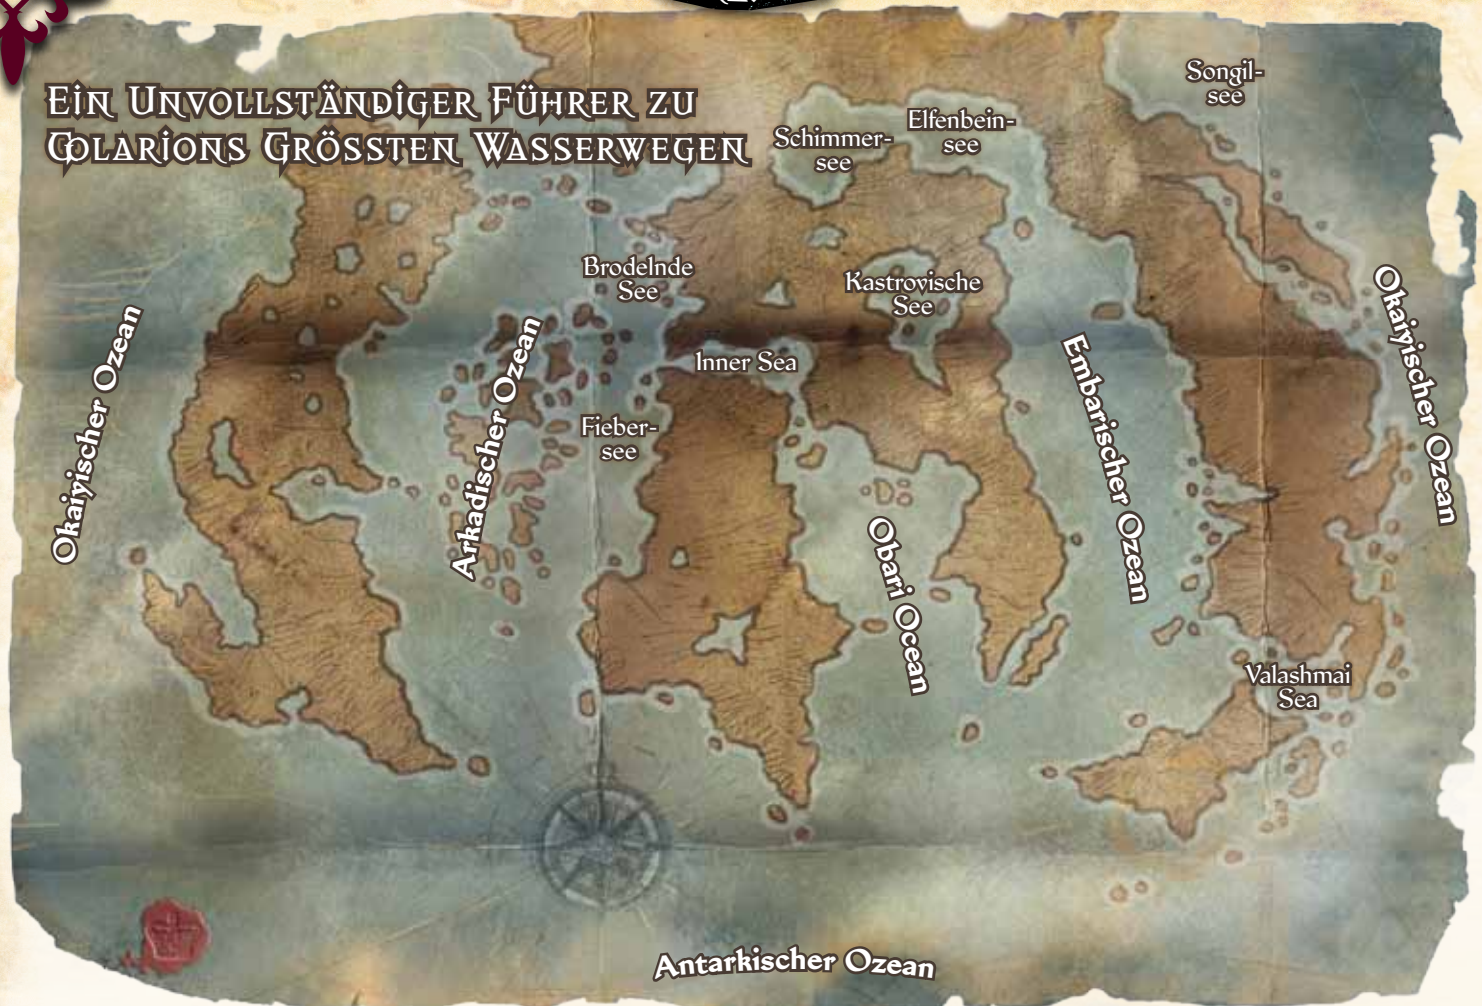 Ein Unvollständiger Führer zu
Golarions Grössten Wasserwegen
Songil-
see
Elfenbein-
see
Schimmer-
see
Brodelnde
See
Kastrovische
See
Okaiyischer Ozean
Inner Sea
Okaiyischer Ozean
Arkadischer Ozean
Embarischer Ozean
Fieber-
see
Obari Ocean
Valashmai
Sea
Antarkischer Ozean